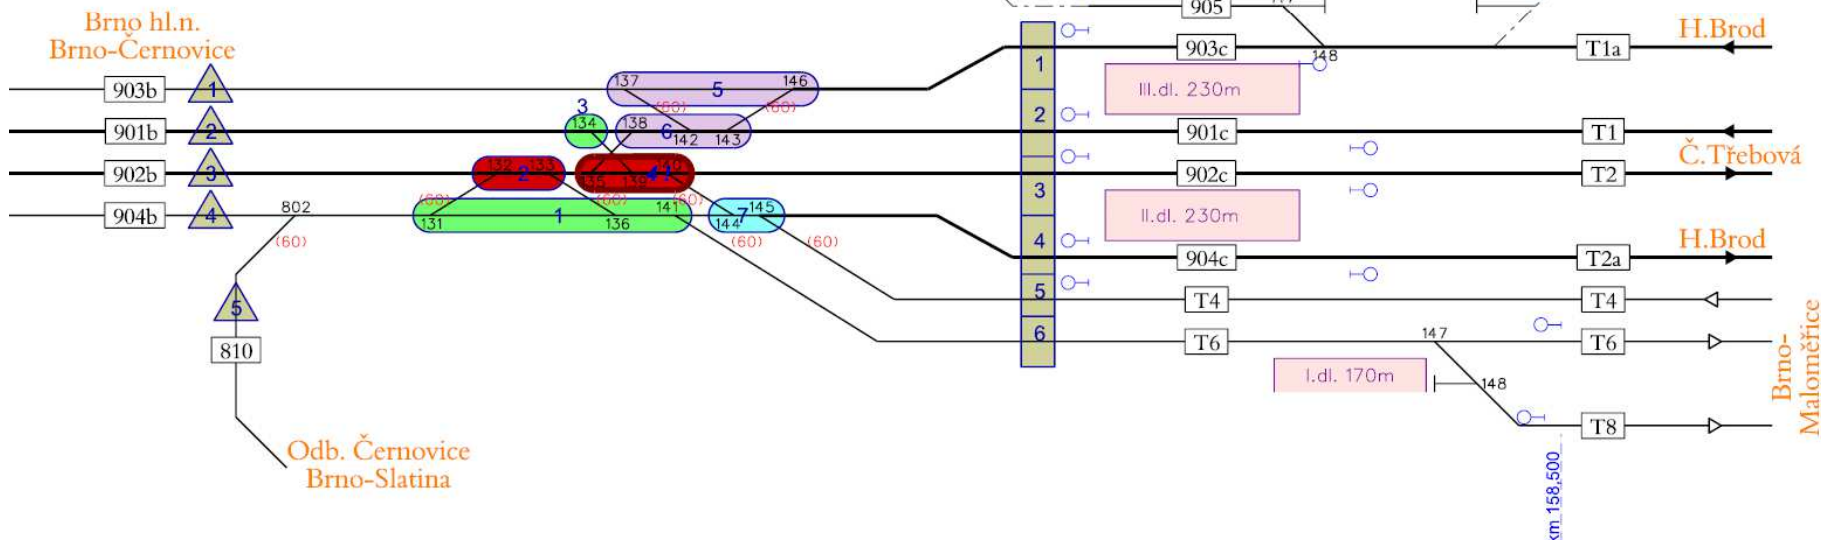 905
Brno hl.n.
Brno-Černovice
H.Brod
903c
T1a
148
1
903b
1
137
146
5
III.dl. 230m
(60)
(60)
3
134
138
6
142
143
2
901b
2
901c
T1
Č.Třebová
132
133
2
135
139
140
902b
3
902c
T2
3
(60)
(60)
(60)
II.dl. 230m
802
904b
4
131
1
136
141
7
144
145
(60)
(60)
(60)
4
H.Brod
904c
T2a
5
5
T4
T4
810
6
T6
147
T6
I.dl. 170m
148
Brno-
Maloměřice
T8
Odb. Černovice
Brno-Slatina
km 158,500